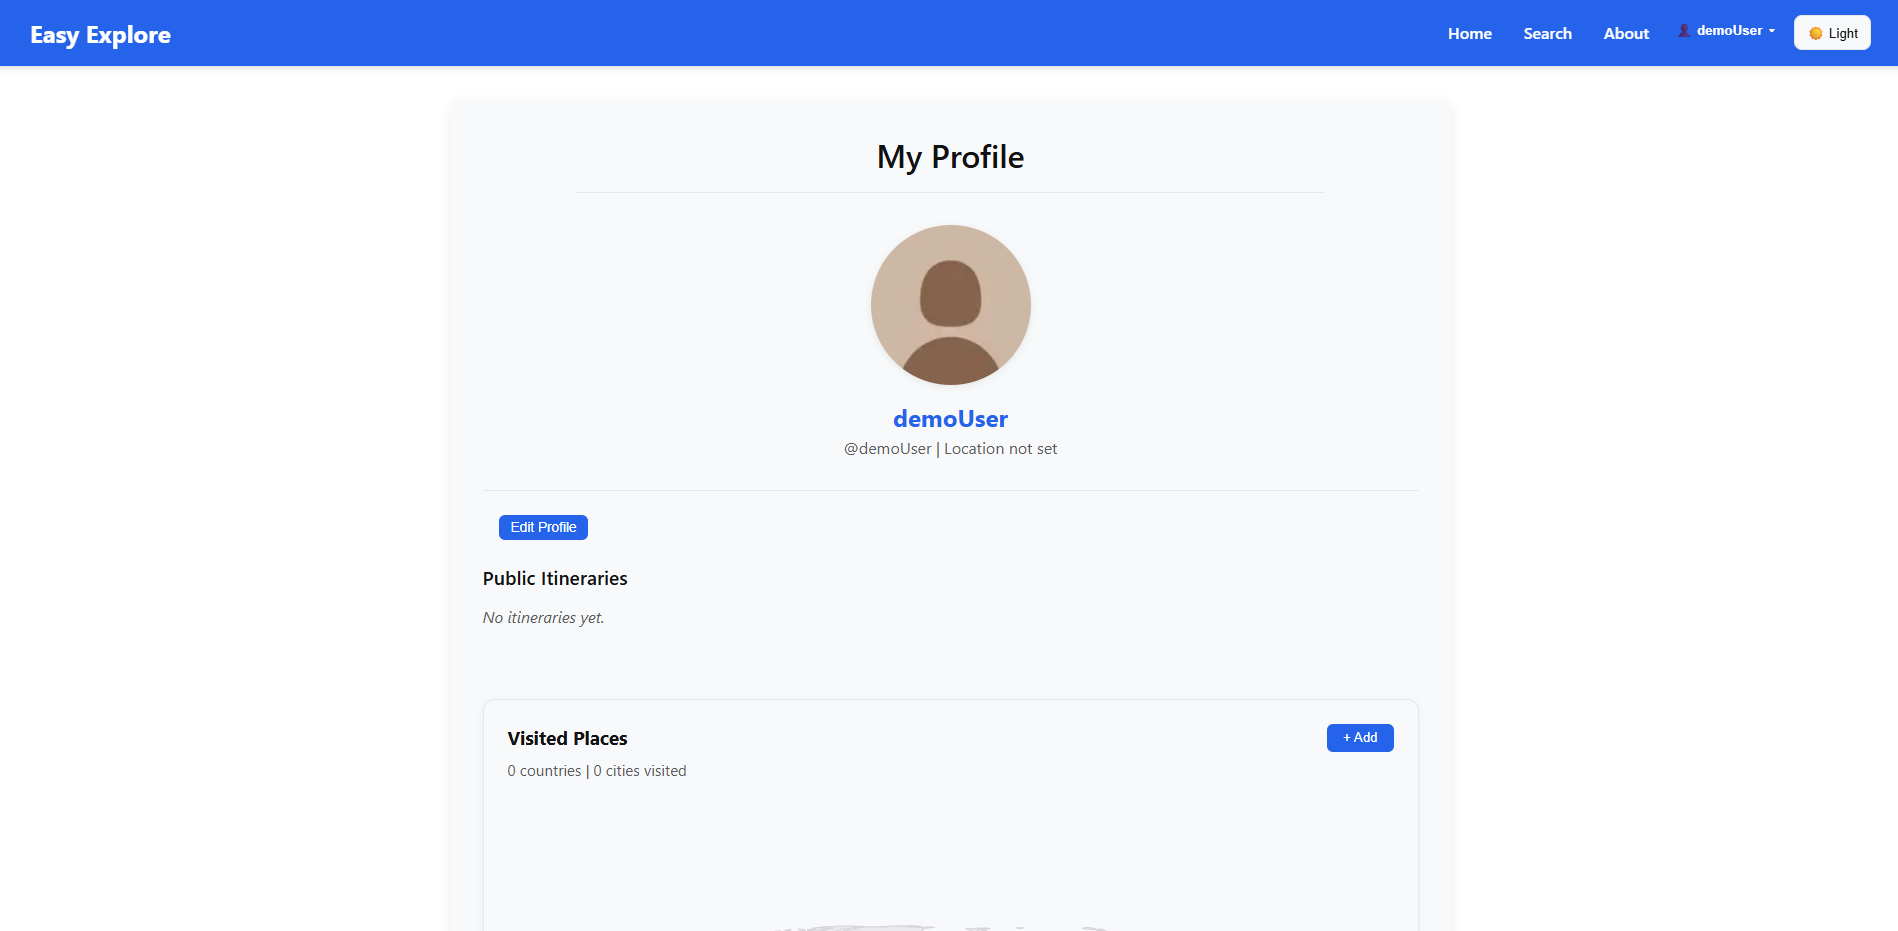 Easy Explore
Home Search About demoUser Light
My Profile
demoUser
@demoUser | Location not set
Edit Profile
Public Itineraries
No itineraries yet.
Visited Places
+ Add
0 countries | 0 cities visited